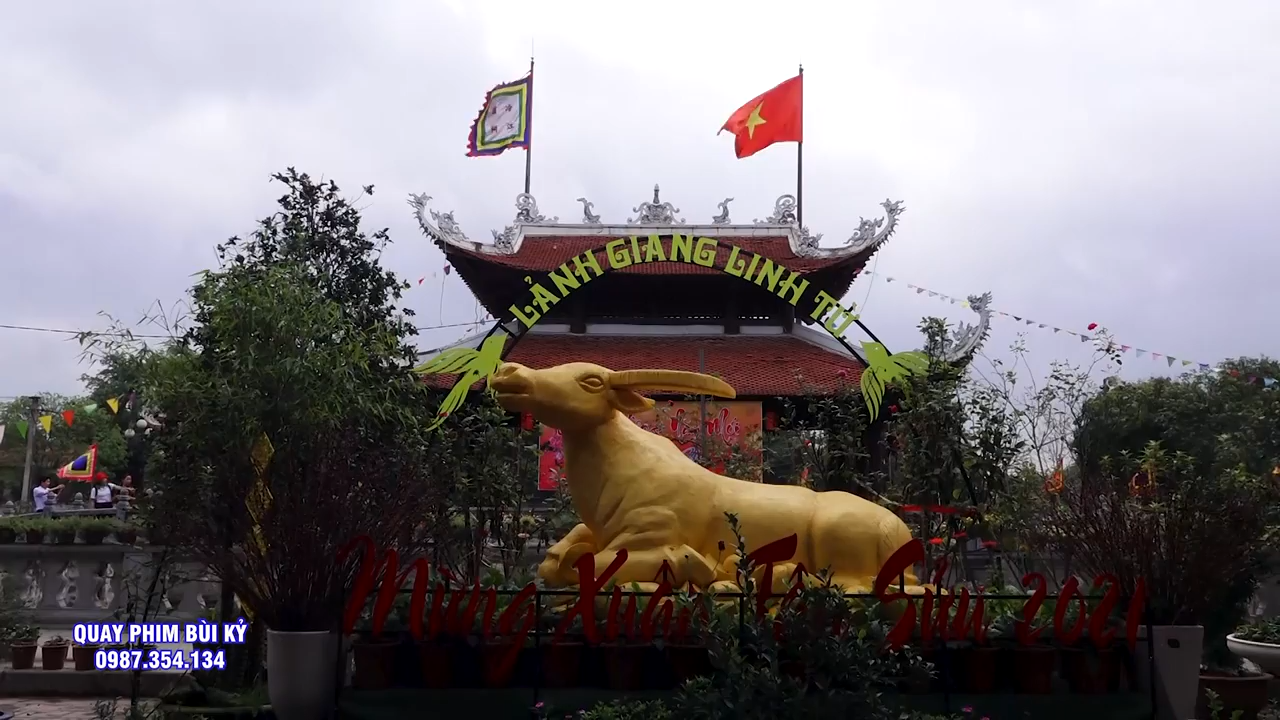 LẢNH GIANG LINH TỪ
Mừng Xuân Tân Sửu 2021
QUAY PHIM BÙI KỶ
0987.354.134